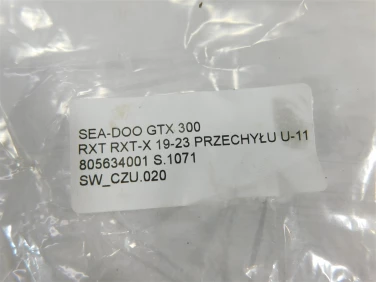 SEA-DOO GTX 300
RXT RXT-X 19-23 PRZECHYŁU U-11
805634001 S.1071
SW_CZU.020